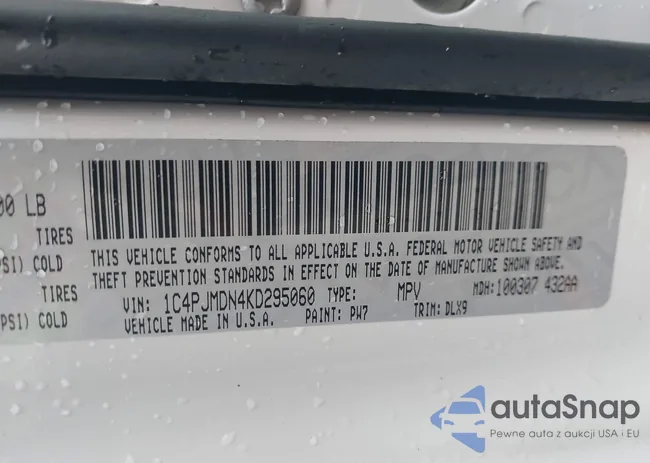 00 LB
TIRES
PSI) COLD
PSI) COLD
THIS VEHICLE CONFORMS TO ALL APPLICABLE U.S.A. FEDERAL MOTOR VEHICLE SAFETY AND
THEFT PREVENTION STANDARDS IN EFFECT ON THE DATE OF MANUFACTURE SHOWN ABOVE.
VIN: 1C4PJMDN4KD295060 TYPE: MPV MDH:100307 432AA
VEHICLE MADE IN U.S.A. PAINT: PW7 TRIM: DLX9
autaSnap
Pewne auta z aukcji USA i EU